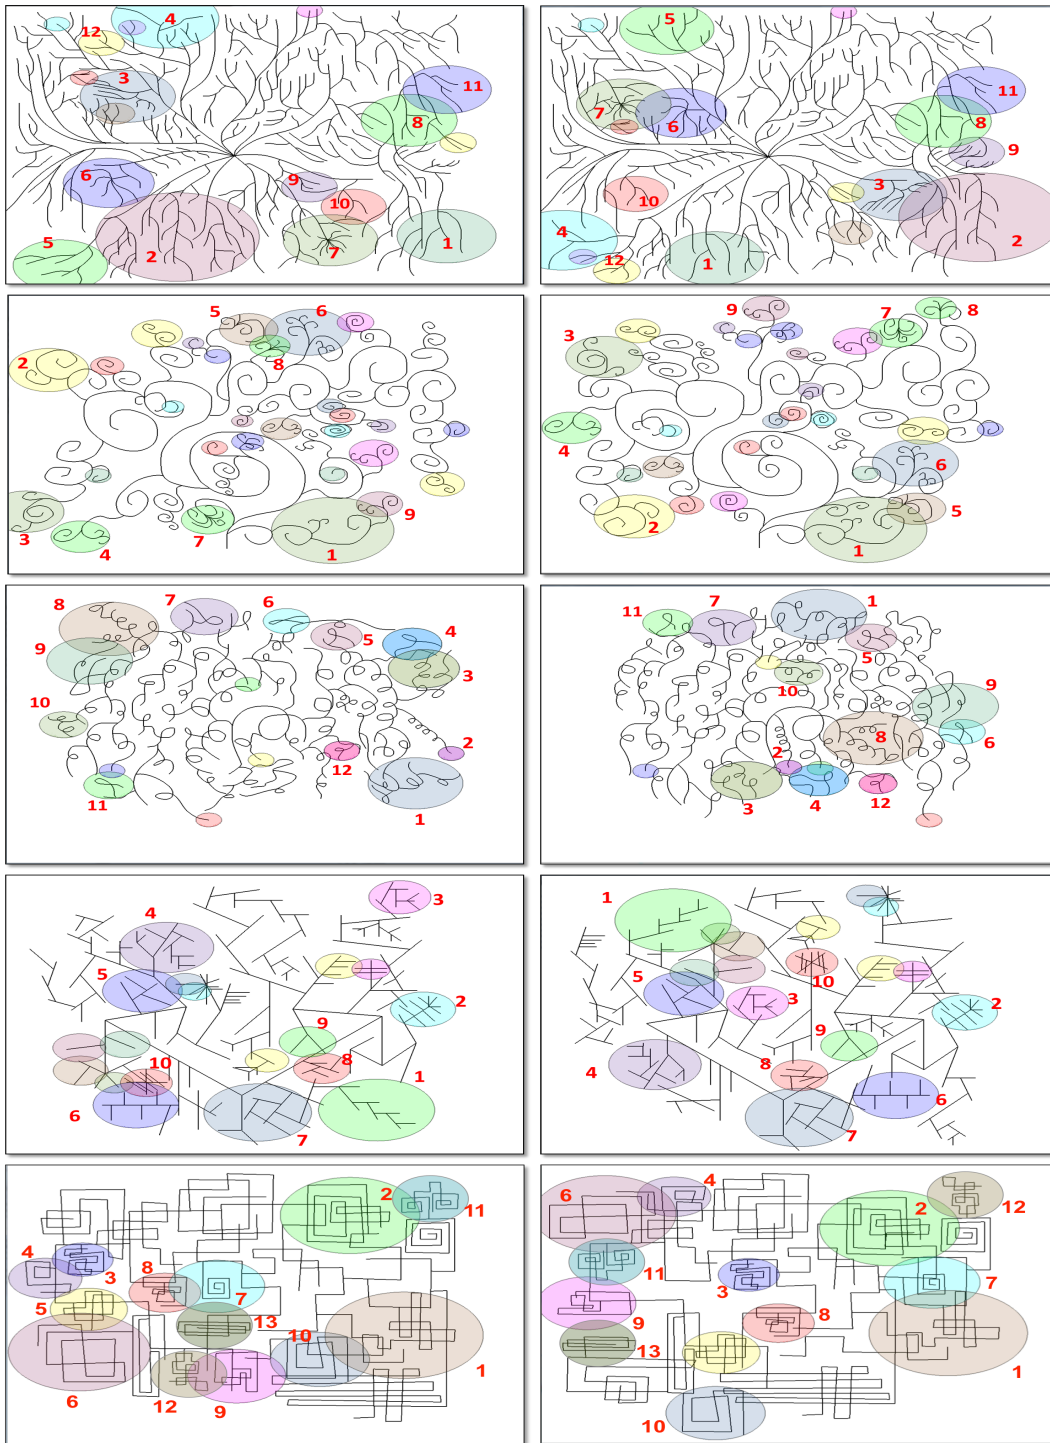 4 5
12
3 11 11
8 7 6
9
6 9 3
10 10
4
5 2 7 1 1 12 2
5 6 9 7 8
3
2 8
4 6
2 5
3 4 7 1 9 1
8 7 6 7 1
5 4 11 5
9 3 10 9
10 8 6
2 2
12
11 1 3 4 12
3 1
4
5 2 5 3 10 2
9 9
10 8 8
1 4
6 7 7 6
2 6 4 2 12
11
4 8 11
3 7 3 7
5 13 9 8
10 13
1 1
6 12 9 10